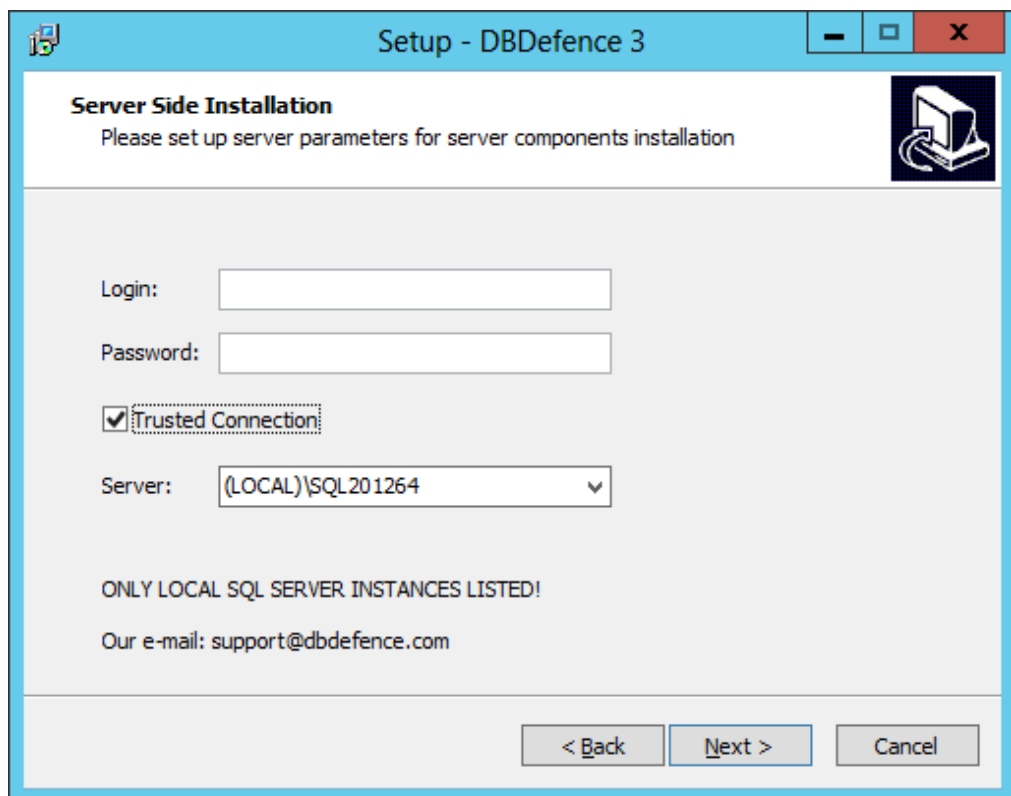 Setup - DBDefence 3
Server Side Installation
Please set up server parameters for server components installation
Login:
Password:
Trusted Connection
Server: (LOCAL)\SQL201264
ONLY LOCAL SQL SERVER INSTANCES LISTED!
Our e-mail: support@dbdefence.com
< Back Next > Cancel